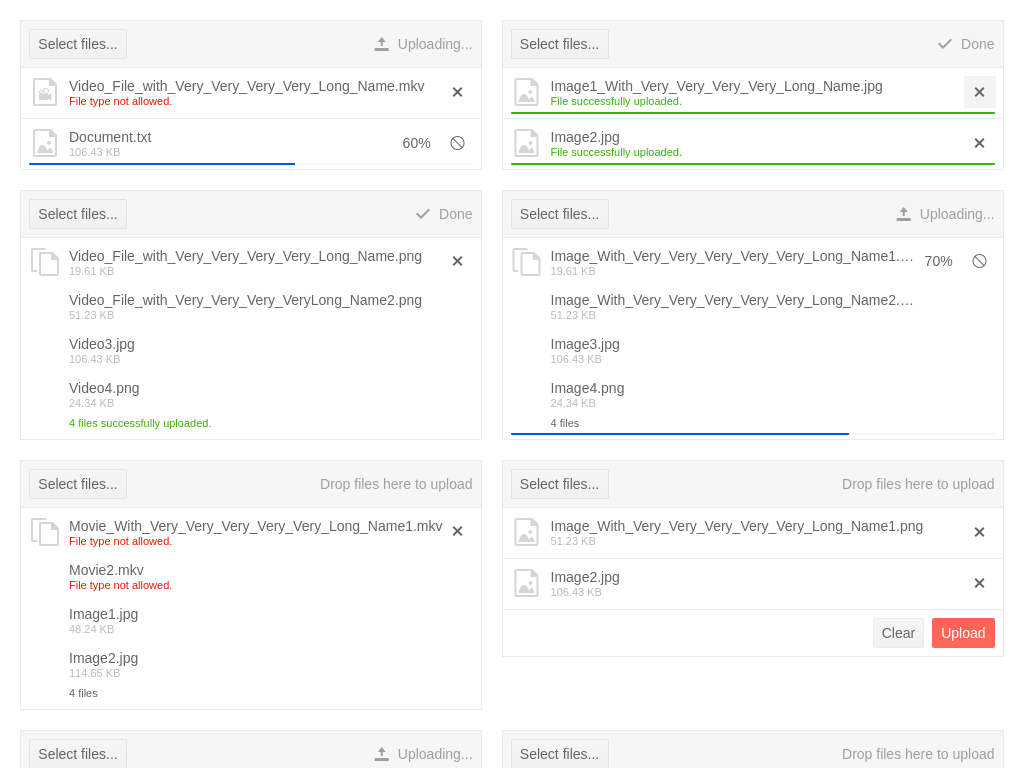 Select files...
Uploading...
Video_File_with_Very_Very_Very_Very_Long_Name.mkv
File type not allowed.
Document.txt
106.43 KB
60%
Select files...
Done
Image1_With_Very_Very_Very_Very_Very_Long_Name.jpg
File successfully uploaded.
Image2.jpg
File successfully uploaded.
Select files...
Done
Video_File_with_Very_Very_Very_Very_Long_Name.png
19.61 KB
Video_File_with_Very_Very_Very_VeryLong_Name2.png
51.23 KB
Video3.jpg
106.43 KB
Video4.png
24.34 KB
4 files successfully uploaded.
Select files...
Uploading...
Image_With_Very_Very_Very_Very_Very_Long_Name1.…
19.61 KB
70%
Image_With_Very_Very_Very_Very_Very_Long_Name2.…
51.23 KB
Image3.jpg
106.43 KB
Image4.png
24.34 KB
4 files
Select files...
Drop files here to upload
Movie_With_Very_Very_Very_Very_Very_Long_Name1.mkv
File type not allowed.
Movie2.mkv
File type not allowed.
Image1.jpg
48.24 KB
Image2.jpg
114.65 KB
4 files
Select files...
Drop files here to upload
Image_With_Very_Very_Very_Very_Very_Long_Name1.png
51.23 KB
Image2.jpg
106.43 KB
Clear
Upload
Select files...
Uploading...
Select files...
Drop files here to upload